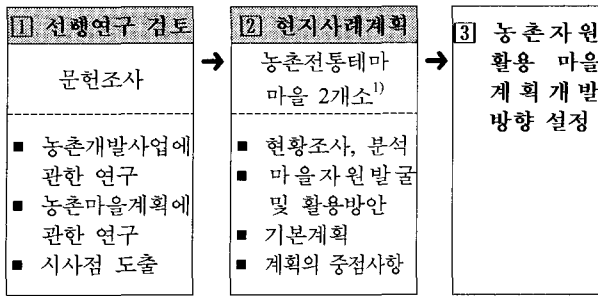 1 선행연구 검토
문헌조사
■ 농촌개발사업에
관한 연구
■ 농촌마을계획에
관한 연구
■ 시사점 도출
➔
2 현지사례계획
농촌전통테마
마을 2개소1)
■ 현황조사, 분석
■ 마을자원발굴
및 활용방안
■ 기본계획
■ 계획의 중점사항
➔
3 농촌자원
활용 마을
계획개발
방향 설정